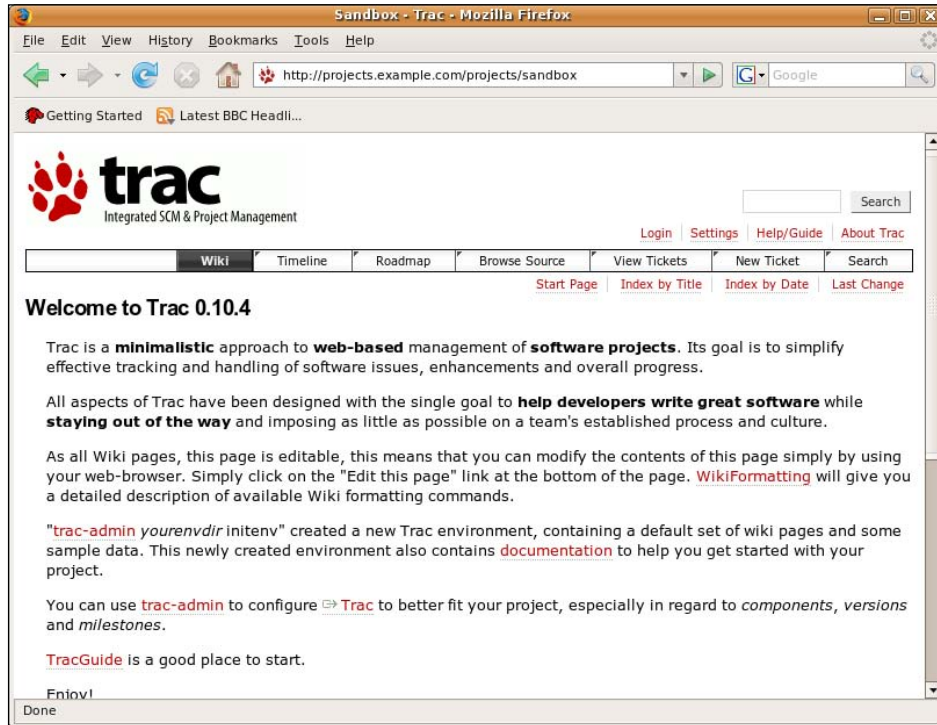 Sandbox - Trac - Mozilla Firefox
File Edit View History Bookmarks Tools Help
http://projects.example.com/projects/sandbox G Google
Getting Started Latest BBC Headli...
trac
Integrated SCM & Project Management
Search
Login Settings Help/Guide About Trac
Wiki Timeline Roadmap Browse Source View Tickets New Ticket Search
Start Page Index by Title Index by Date Last Change
Welcome to Trac 0.10.4
Trac is a minimalistic approach to web-based management of software projects. Its goal is to simplify
effective tracking and handling of software issues, enhancements and overall progress.
All aspects of Trac have been designed with the single goal to help developers write great software while
staying out of the way and imposing as little as possible on a team's established process and culture.
As all Wiki pages, this page is editable, this means that you can modify the contents of this page simply by using
your web-browser. Simply click on the "Edit this page" link at the bottom of the page. WikiFormatting will give you
a detailed description of available Wiki formatting commands.
"trac-admin yourenvdir initenv" created a new Trac environment, containing a default set of wiki pages and some
sample data. This newly created environment also contains documentation to help you get started with your
project.
You can use trac-admin to configure Trac to better fit your project, especially in regard to components, versions
and milestones.
TracGuide is a good place to start.
Enjoy!
Done